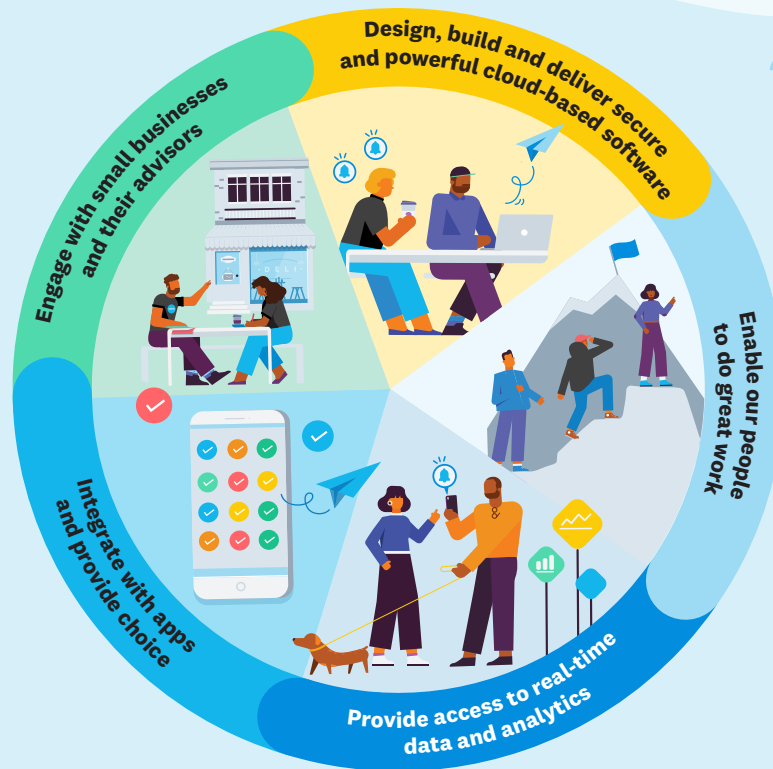 Design, build and deliver secure
and powerful cloud-based software
Enable our people
to do great work
Provide access to real-time
data and analytics
Integrate with apps
and provide choice
Engage with small businesses
and their advisors
DELI